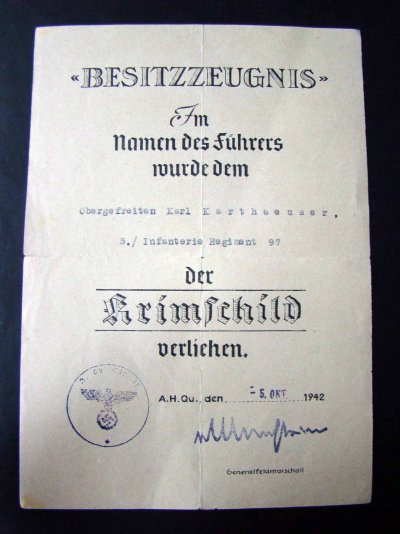 «BESITZZEUGNIS»
Im
Namen des Führers
wurde dem
Obergefreiten Karl Karthaeuser,
5./ Infanterie Regiment 97
der
Krimschild
verliehen.
A.H.Qu., den -5. OKT. 1942
Generalfeldmarschall